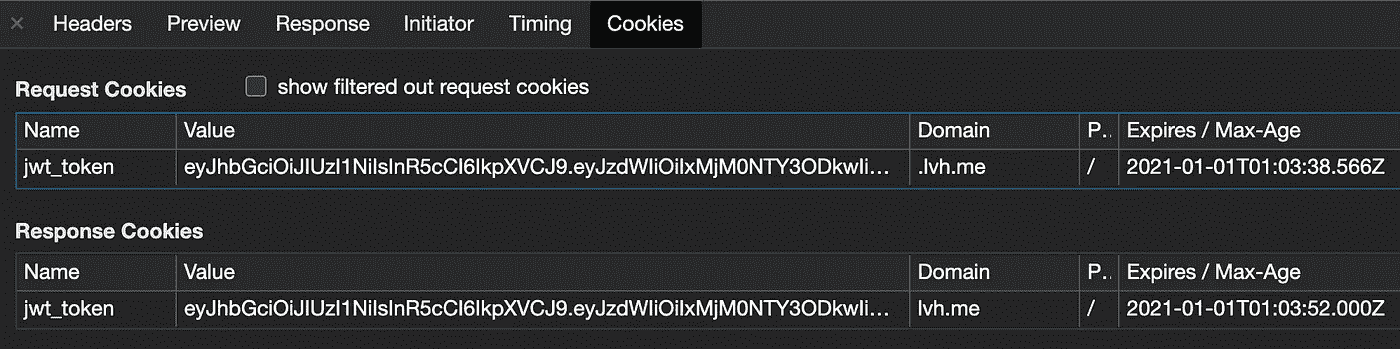 × Headers Preview Response Initiator Timing Cookies
Request Cookies show filtered out request cookies
Name Value Domain P.. Expires / Max-Age
jwt_token eyJhbGciOiJIUzI1NiIsInR5cCI6IkpXVCJ9.eyJzdWIiOiIxMjM0NTY3ODkwIi... .lvh.me / 2021-01-01T01:03:38.566Z
Response Cookies
Name Value Domain P.. Expires / Max-Age
jwt_token eyJhbGciOiJIUzI1NiIsInR5cCI6IkpXVCJ9.eyJzdWIiOiIxMjM0NTY3ODkwIi... lvh.me / 2021-01-01T01:03:52.000Z